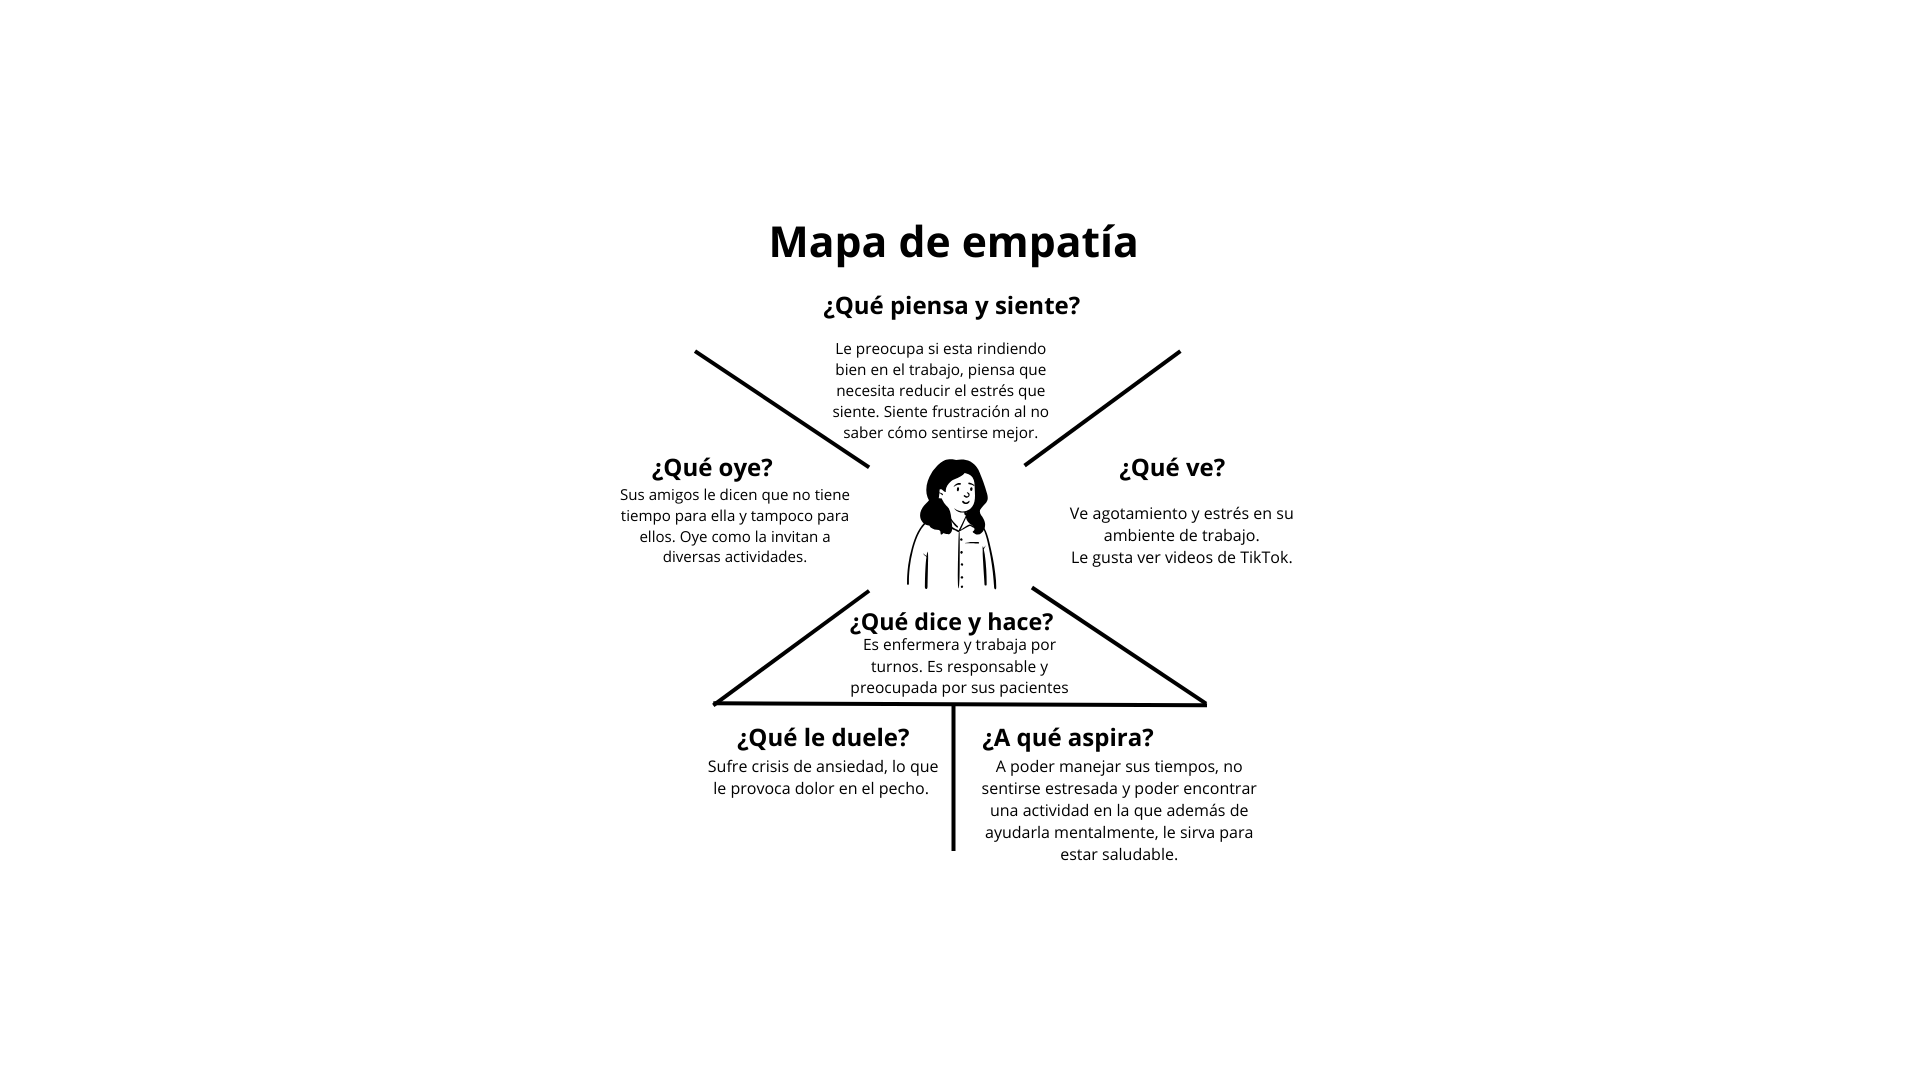 Mapa de empatía
¿Qué piensa y siente?
Le preocupa si esta rindiendo
bien en el trabajo, piensa que
necesita reducir el estrés que
siente. Siente frustración al no
saber cómo sentirse mejor.
¿Qué oye?
Sus amigos le dicen que no tiene
tiempo para ella y tampoco para
ellos. Oye como la invitan a
diversas actividades.
¿Qué ve?
Ve agotamiento y estrés en su
ambiente de trabajo.
Le gusta ver videos de TikTok.
¿Qué dice y hace?
Es enfermera y trabaja por
turnos. Es responsable y
preocupada por sus pacientes
¿Qué le duele?
Sufre crisis de ansiedad, lo que
le provoca dolor en el pecho.
¿A qué aspira?
A poder manejar sus tiempos, no
sentirse estresada y poder encontrar
una actividad en la que además de
ayudarla mentalmente, le sirva para
estar saludable.